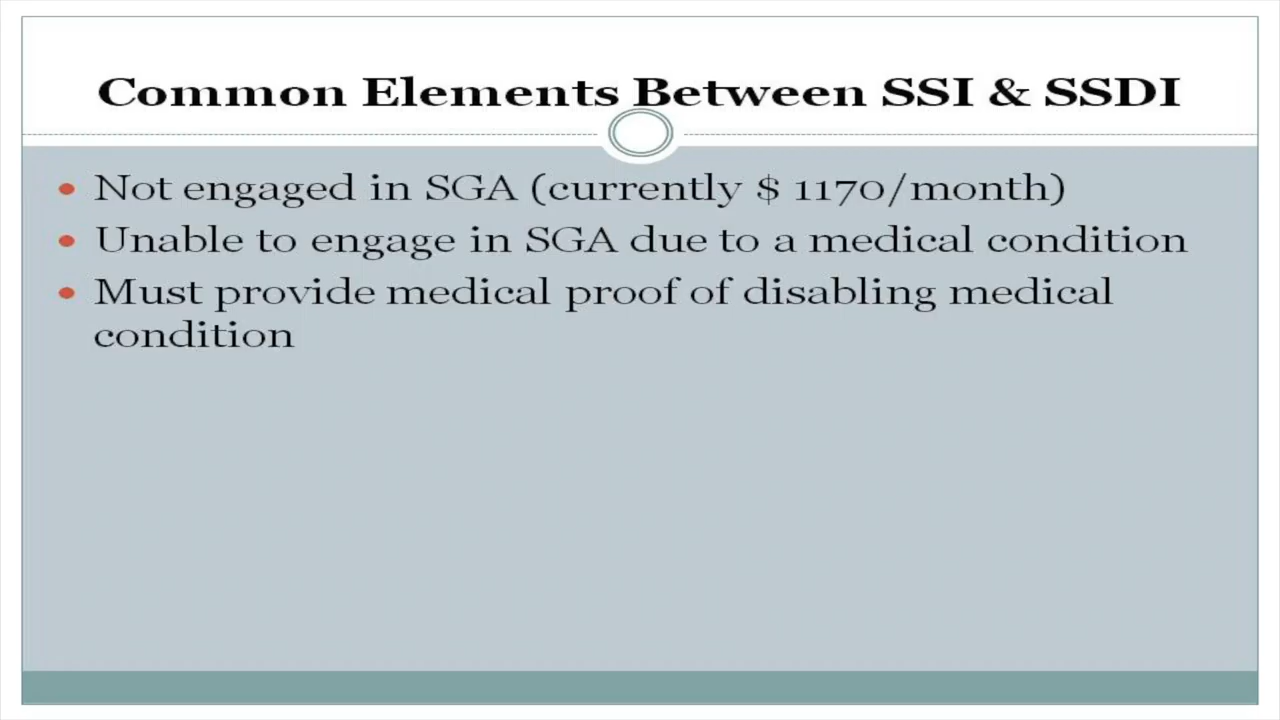 Common Elements Between SSI & SSDI
• Not engaged in SGA (currently $ 1170/month)
• Unable to engage in SGA due to a medical condition
• Must provide medical proof of disabling medical
condition